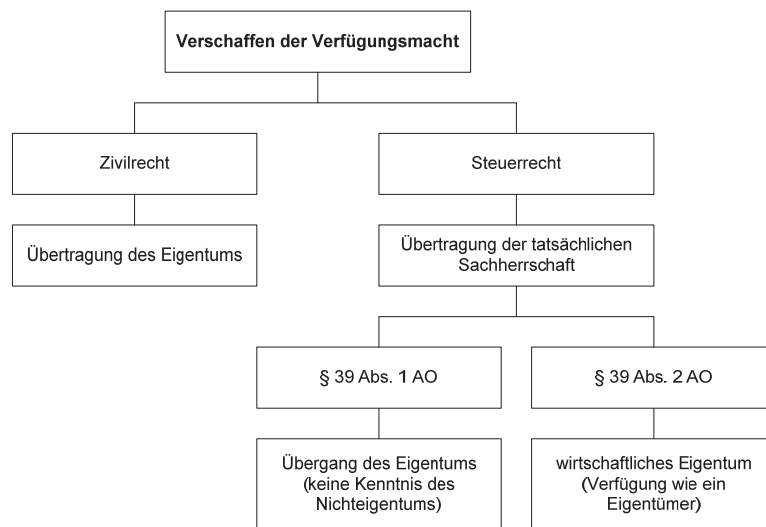 Verschaffen der Verfügungsmacht
Zivilrecht
Steuerrecht
Übertragung des Eigentums
Übertragung der tatsächlichen
Sachherrschaft
§ 39 Abs. 1 AO
§ 39 Abs. 2 AO
Übergang des Eigentums
(keine Kenntnis des
Nichteigentums)
wirtschaftliches Eigentum
(Verfügung wie ein
Eigentümer)